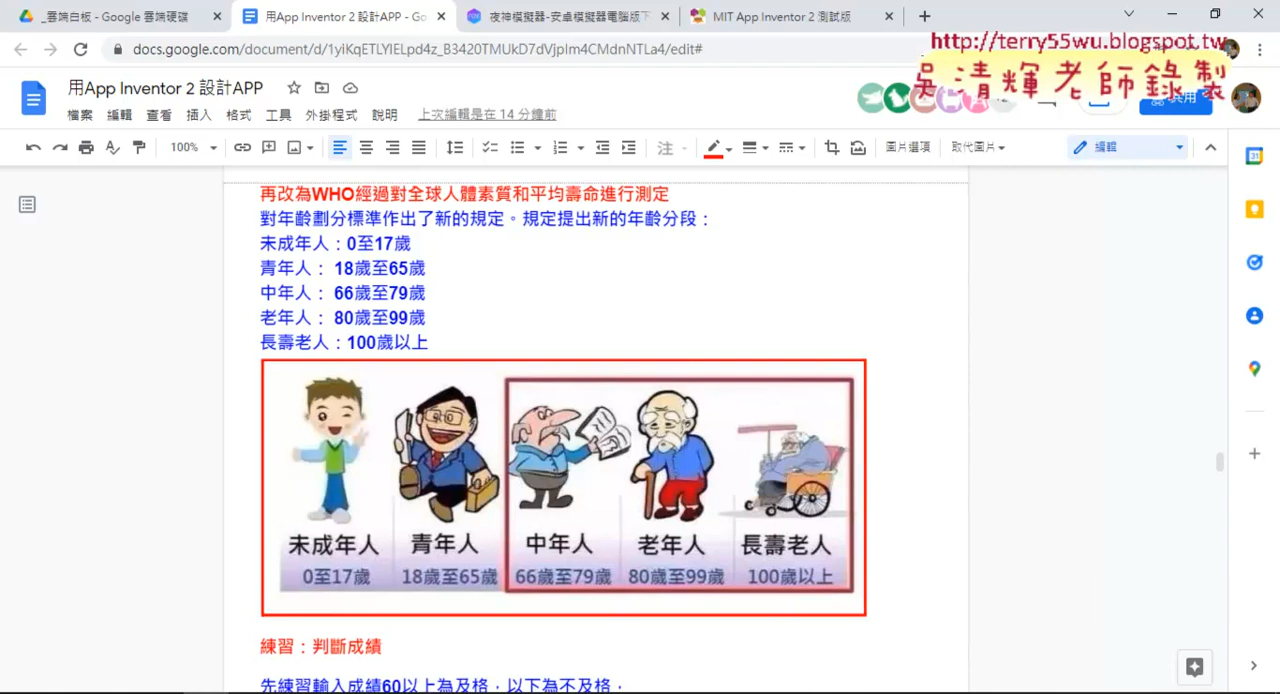 _雲端白板 - Google 雲端硬碟
用App Inventor 2 設計APP - Go
夜神模擬器-安卓模擬器電腦版下
MIT App Inventor 2 測試版
docs.google.com/document/d/1yiKqETLYIELpd4z_B3420TMUkD7dVjpIm4CMdnNTLa4/edit#
http://terry55wu.blogspot.tw
吳清輝老師錄製
用App Inventor 2 設計APP
共用
檔案 編輯 查看 插入 格式 工具 外掛程式 說明 上次編輯是在 14 分鐘前
100% 注 圖片選項 取代圖片 編輯
再改為WHO經過對全球人體素質和平均壽命進行測定
對年齡劃分標準作出了新的規定。規定提出新的年齡分段：
未成年人：0至17歲
青年人： 18歲至65歲
中年人： 66歲至79歲
老年人： 80歲至99歲
長壽老人：100歲以上
未成年人 青年人 中年人 老年人 長壽老人
0至17歲 18歲至65歲 66歲至79歲 80歲至99歲 100歲以上
練習：判斷成績
先練習輸入成績60以上為及格，以下為不及格，